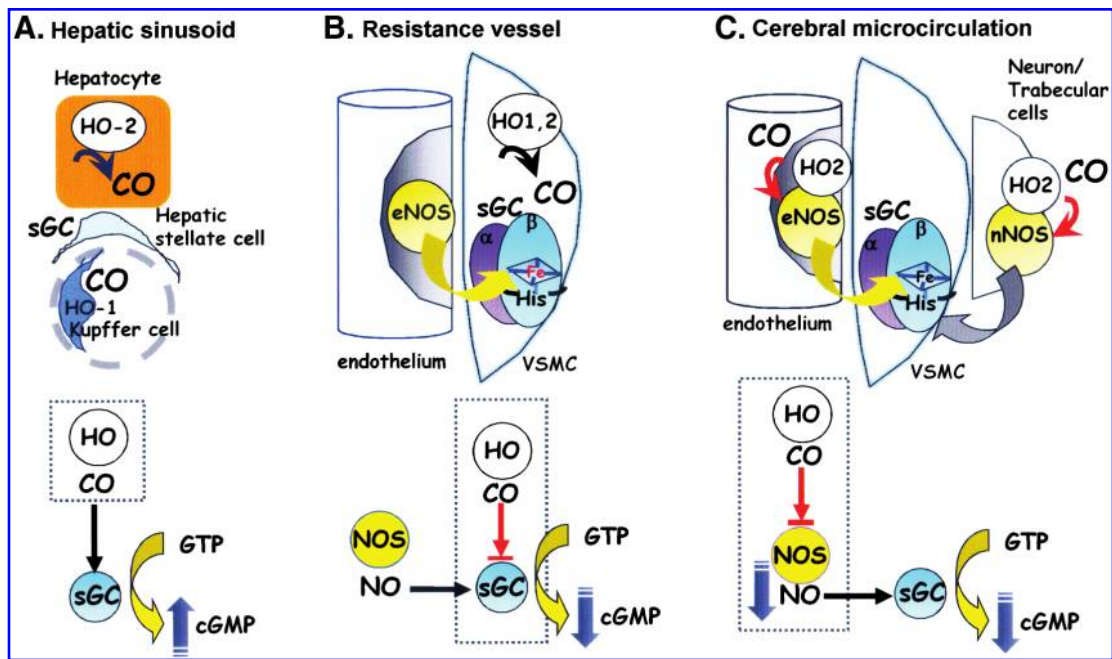 A. Hepatic sinusoid
Hepatocyte
HO-2
CO
sGC
Hepatic
stellate cell
CO
HO-1
Kupffer cell
HO
CO
sGC
GTP
cGMP
B. Resistance vessel
HO1,2
CO
eNOS
sGC
α
β
Fe
His
endothelium
VSMC
HO
CO
NOS
NO
sGC
GTP
cGMP
C. Cerebral microcirculation
Neuron/
Trabecular
cells
CO
HO2
eNOS
sGC
α
β
Fe
His
HO2
CO
nNOS
endothelium
VSMC
HO
CO
NOS
NO
sGC
GTP
cGMP